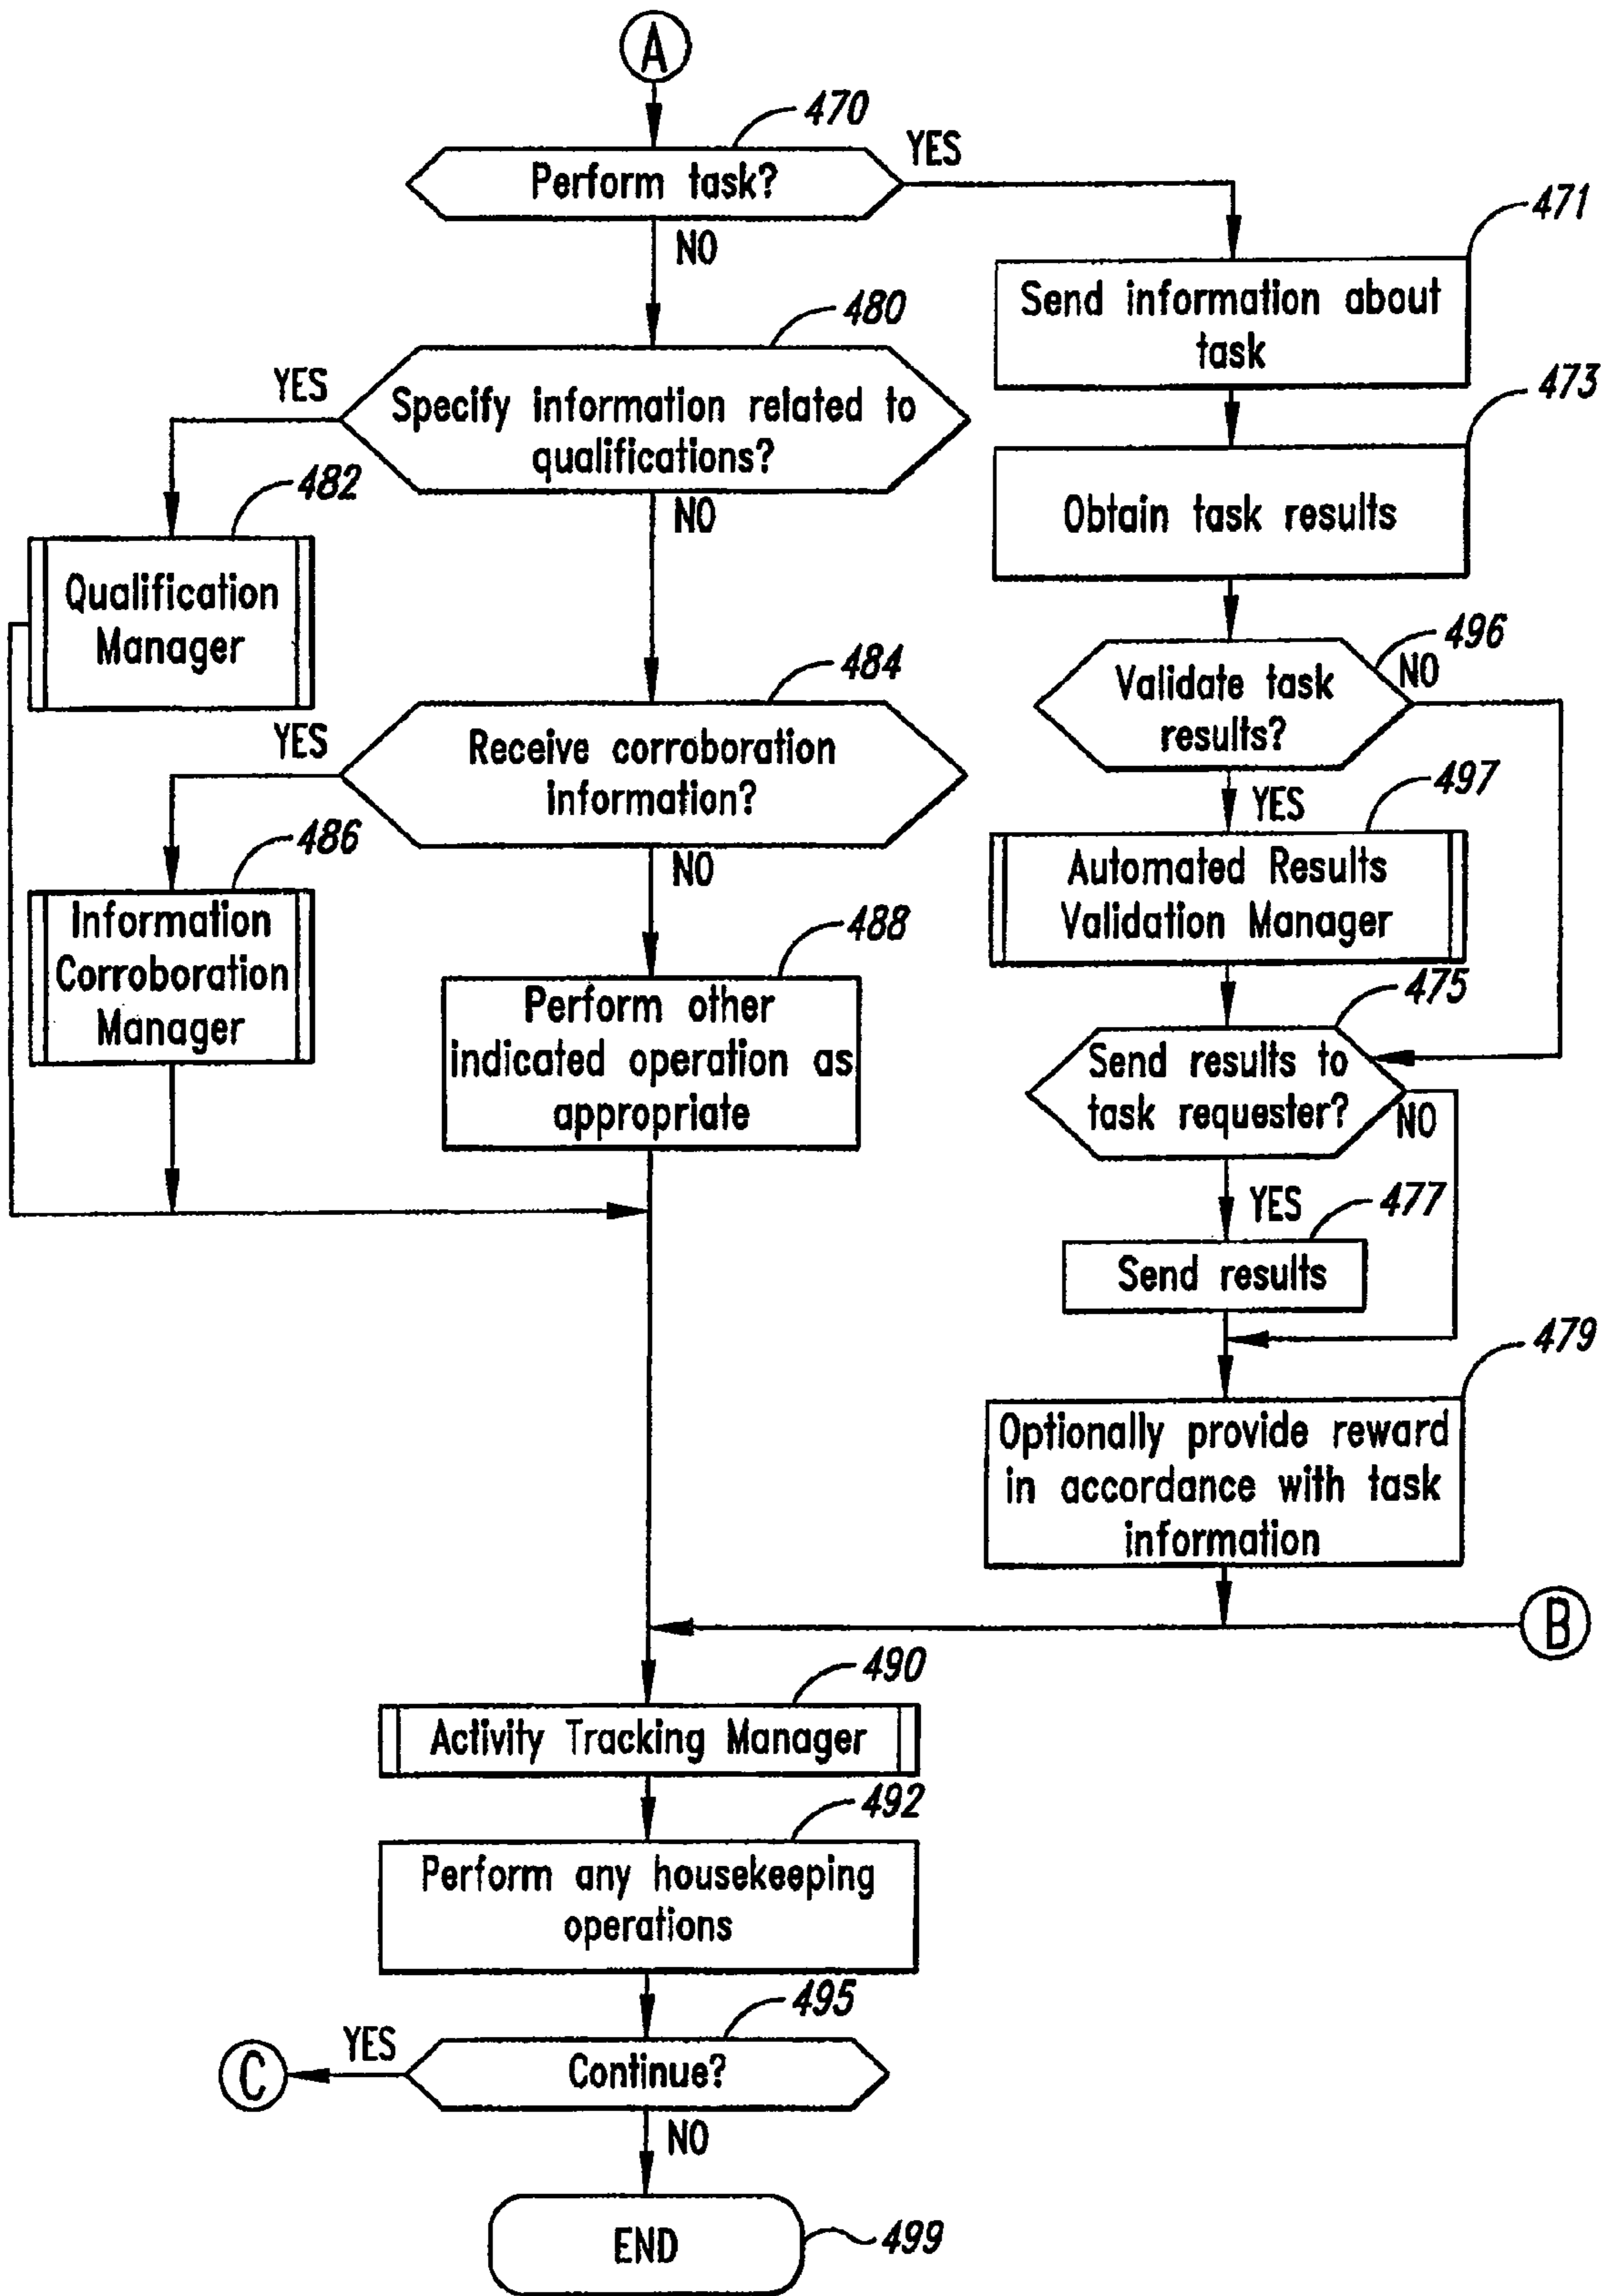 A
470
Perform task?
YES
NO
471
Send information about
task
480
YES
Specify information related to
qualifications?
NO
473
Obtain task results
482
Qualification
Manager
496
Validate task
results?
NO
YES
484
YES
Receive corroboration
information?
NO
497
Automated Results
Validation Manager
486
Information
Corroboration
Manager
488
Perform other
indicated operation as
appropriate
475
Send results to
task requester?
NO
YES
477
Send results
479
Optionally provide reward
in accordance with task
information
B
490
Activity Tracking Manager
492
Perform any housekeeping
operations
495
C
YES
Continue?
NO
END
499